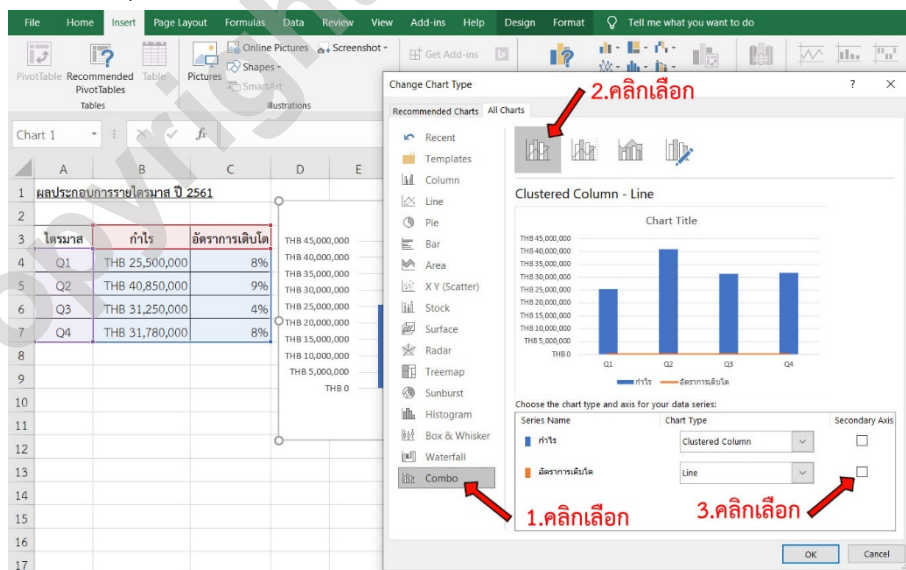 File Home Insert Page Layout Formulas Data Review View Add-ins Help Design Format Tell me what you want to do
PivotTable Recommended PivotTables Table Pictures Online Pictures Shapes SmartArt Screenshot Get Add-ins
Tables Illustrations
Chart 1 fx
A B C D E
1 ผลประกอบการรายไตรมาส ปี 2561
2
3 ไตรมาส กำไร อัตราการเติบโต
4 Q1 THB 25,500,000 8%
5 Q2 THB 40,850,000 9%
6 Q3 THB 31,250,000 4%
7 Q4 THB 31,780,000 8%
8
9
10
11
12
13
14
15
16
17
THB 45,000,000
THB 40,000,000
THB 35,000,000
THB 30,000,000
THB 25,000,000
THB 20,000,000
THB 15,000,000
THB 10,000,000
THB 5,000,000
THB 0
Change Chart Type ? ×
2.คลิกเลือก
Recommended Charts All Charts
Recent
Templates
Column
Line
Pie
Bar
Area
X Y (Scatter)
Stock
Surface
Radar
Treemap
Sunburst
Histogram
Box & Whisker
Waterfall
Combo
Clustered Column - Line
Chart Title
THB 45,000,000
THB 40,000,000
THB 35,000,000
THB 30,000,000
THB 25,000,000
THB 20,000,000
THB 15,000,000
THB 10,000,000
THB 5,000,000
THB 0
Q1 Q2 Q3 Q4
กำไร อัตราการเติบโต
Choose the chart type and axis for your data series:
Series Name Chart Type Secondary Axis
กำไร Clustered Column
อัตราการเติบโต Line
1.คลิกเลือก 3.คลิกเลือก
OK Cancel
Copyright